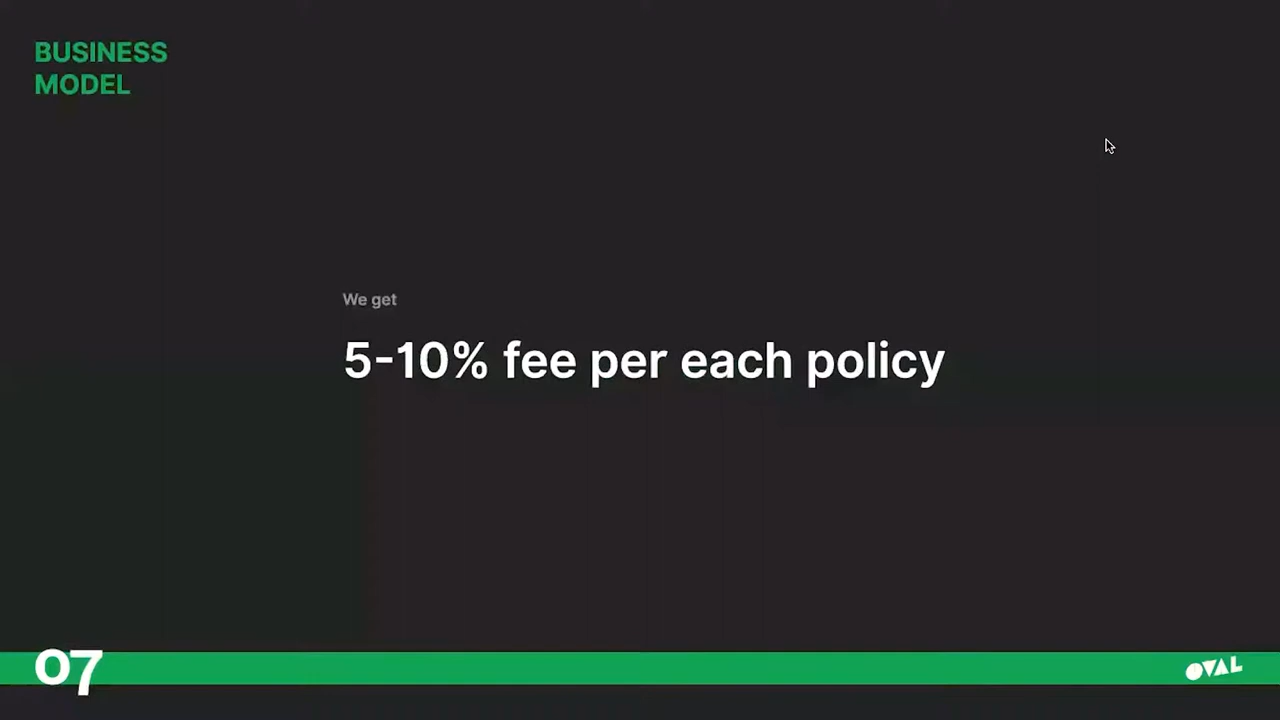 BUSINESS
MODEL
We get
5-10% fee per each policy
07
OVAL